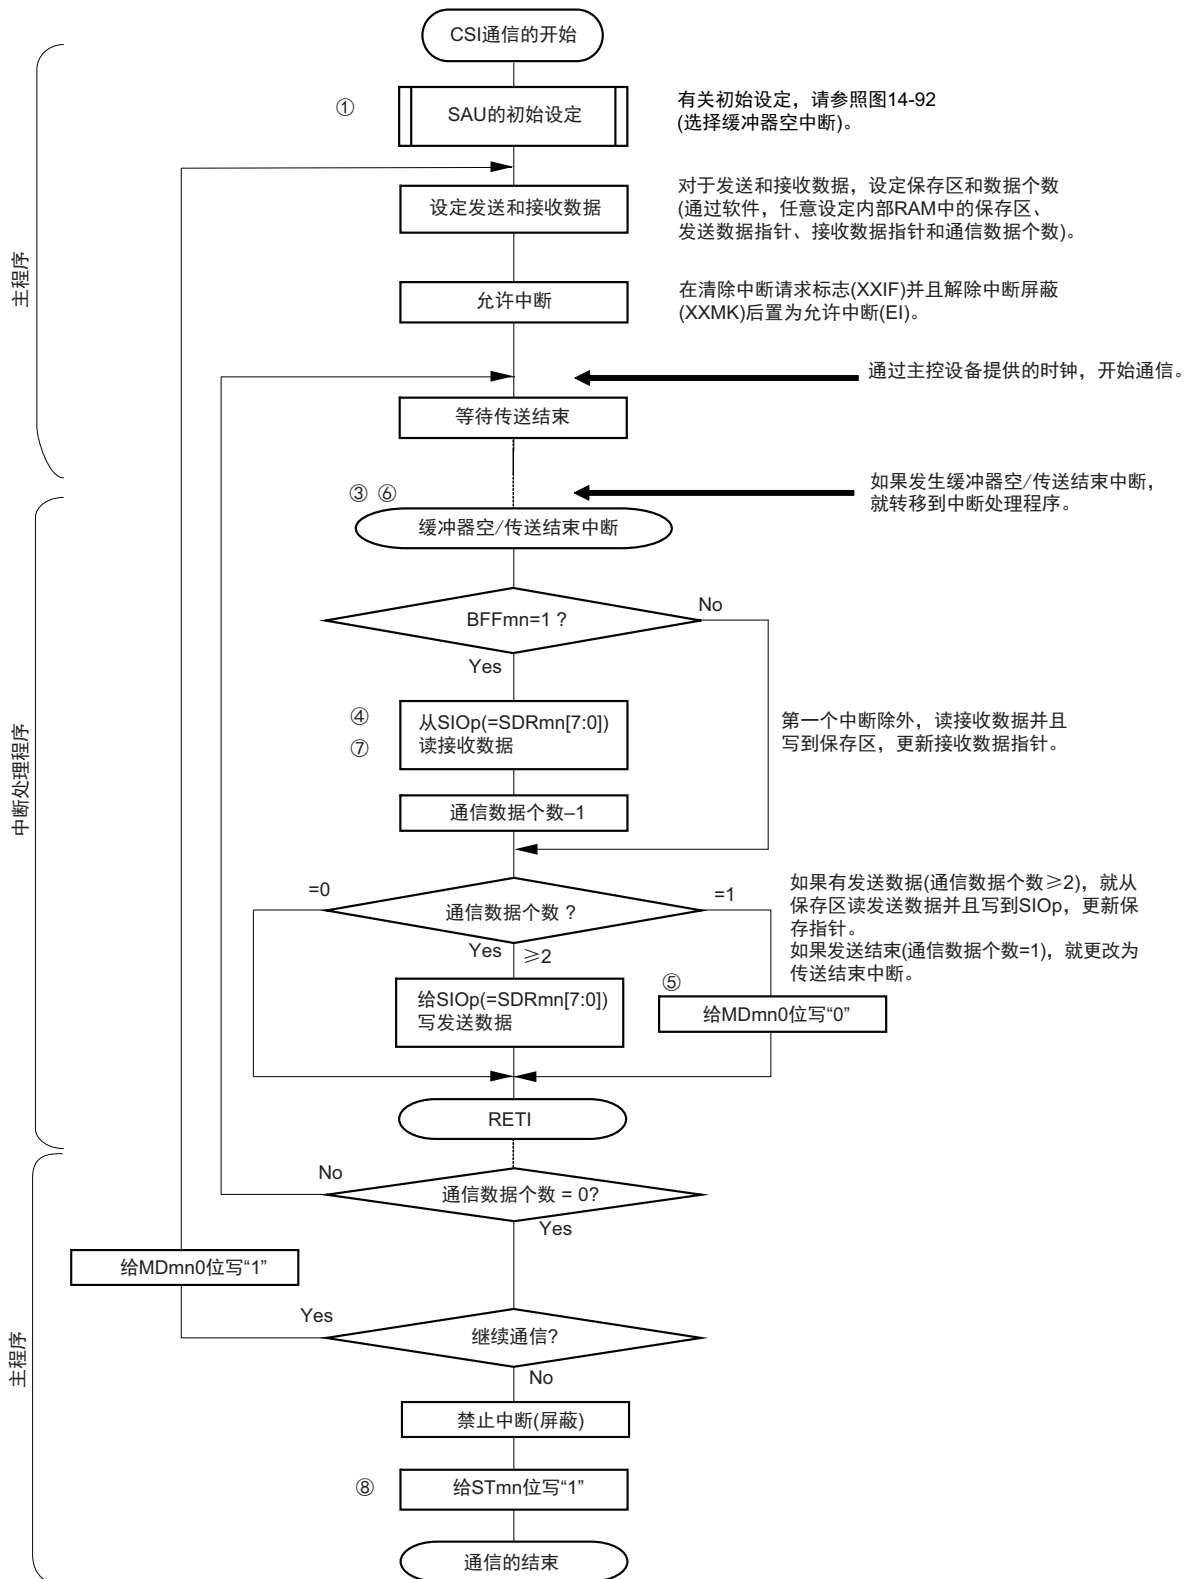 CSI通信的开始
①
SAU的初始设定
有关初始设定，请参照图14-92
(选择缓冲器空中断)。
设定发送和接收数据
对于发送和接收数据，设定保存区和数据个数
(通过软件，任意设定内部RAM中的保存区、
发送数据指针、接收数据指针和通信数据个数)。
主程序
允许中断
在清除中断请求标志(XXIF)并且解除中断屏蔽
(XXMK)后置为允许中断(EI)。
通过主控设备提供的时钟，开始通信。
等待传送结束
③ ⑥
如果发生缓冲器空/传送结束中断，
就转移到中断处理程序。
缓冲器空/传送结束中断
BFFmn=1 ?
No
Yes
④
⑦
从SIOp(=SDRmn[7:0])
读接收数据
第一个中断除外，读接收数据并且
写到保存区，更新接收数据指针。
中断处理程序
通信数据个数–1
=0
通信数据个数 ?
=1
Yes
≥2
如果有发送数据(通信数据个数≥2)，就从
保存区读发送数据并且写到SIOp，更新保
存指针。
如果发送结束(通信数据个数=1)，就更改为
传送结束中断。
给SIOp(=SDRmn[7:0])
写发送数据
⑤
给MDmn0位写“0”
RETI
No
通信数据个数 = 0?
Yes
给MDmn0位写“1”
Yes
继续通信?
No
主程序
禁止中断(屏蔽)
⑧
给STmn位写“1”
通信的结束